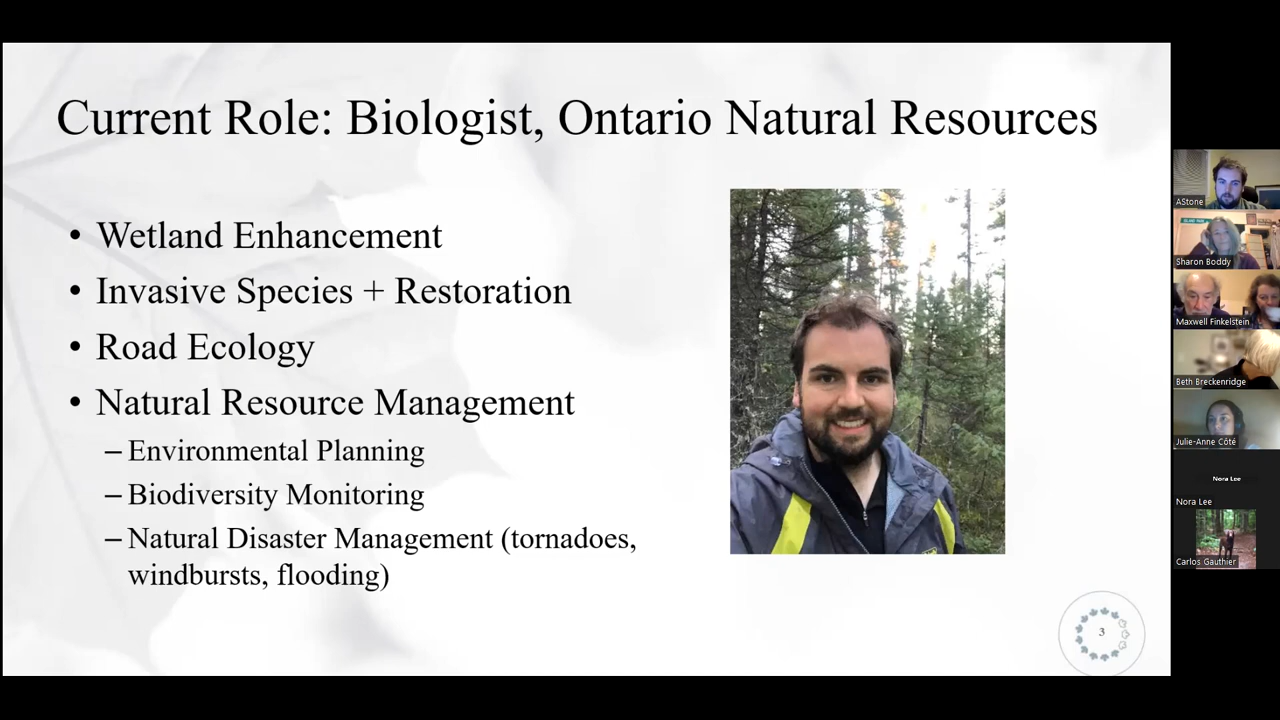 Current Role: Biologist, Ontario Natural Resources
• Wetland Enhancement
• Invasive Species + Restoration
• Road Ecology
• Natural Resource Management
– Environmental Planning
– Biodiversity Monitoring
– Natural Disaster Management (tornadoes,
windbursts, flooding)
3
AStone
Sharon Boddy
Maxwell Finkelstein
Beth Breckenridge
Julie-Anne Côté
Nora Lee
Nora Lee
Carlos Gauthier